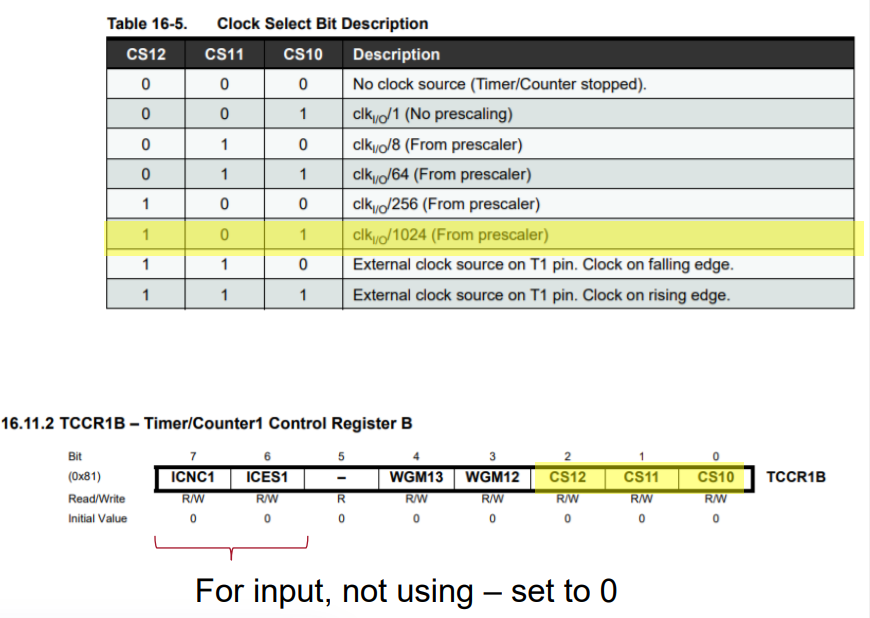 Table 16-5. Clock Select Bit Description
CS12 CS11 CS10 Description
0 0 0 No clock source (Timer/Counter stopped).
0 0 1 clkI/O/1 (No prescaling)
0 1 0 clkI/O/8 (From prescaler)
0 1 1 clkI/O/64 (From prescaler)
1 0 0 clkI/O/256 (From prescaler)
1 0 1 clkI/O/1024 (From prescaler)
1 1 0 External clock source on T1 pin. Clock on falling edge.
1 1 1 External clock source on T1 pin. Clock on rising edge.
16.11.2 TCCR1B – Timer/Counter1 Control Register B
Bit 7 6 5 4 3 2 1 0
(0x81) ICNC1 ICES1 – WGM13 WGM12 CS12 CS11 CS10 TCCR1B
Read/Write R/W R/W R R/W R/W R/W R/W R/W
Initial Value 0 0 0 0 0 0 0 0
For input, not using – set to 0